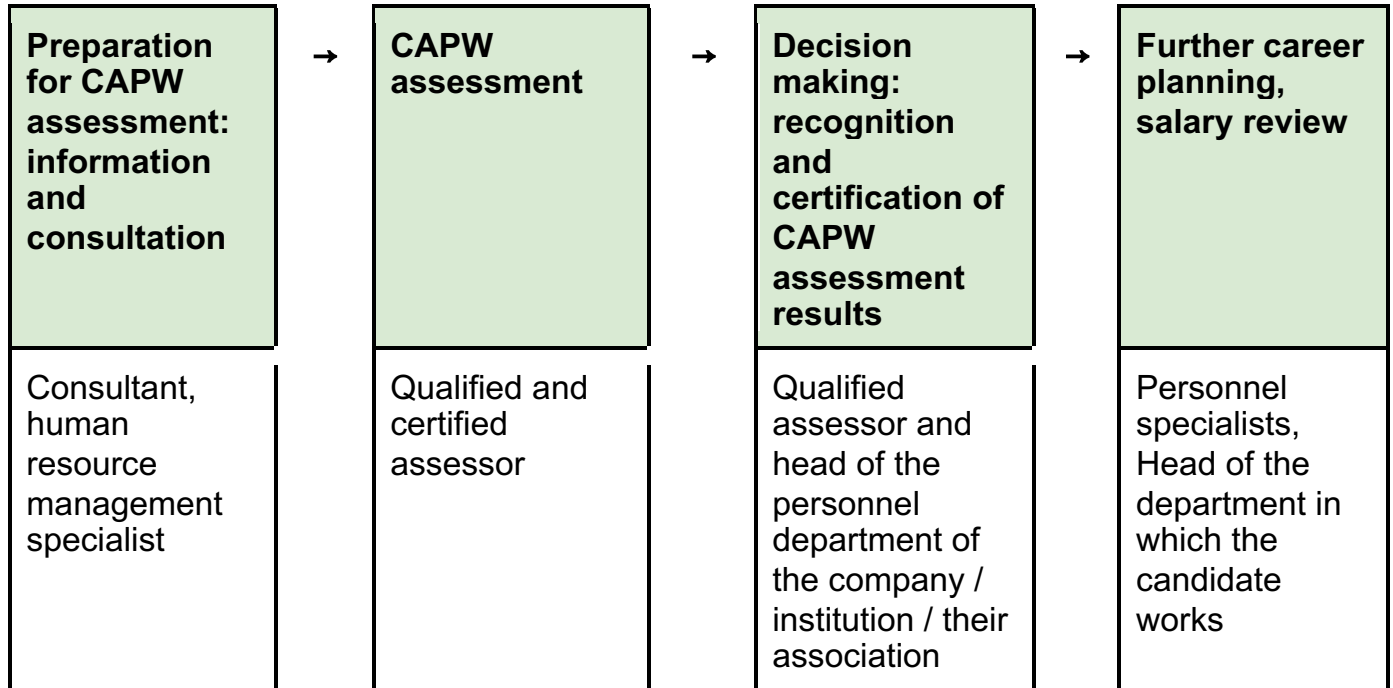 Preparation
for CAPW
assessment:
information
and
consultation
→
CAPW
assessment
→
Decision
making:
recognition
and
certification of
CAPW
assessment
results
→
Further career
planning,
salary review
Consultant,
human
resource
management
specialist
Qualified and
certified
assessor
Qualified
assessor and
head of the
personnel
department of
the company /
institution / their
association
Personnel
specialists,
Head of the
department in
which the
candidate
works